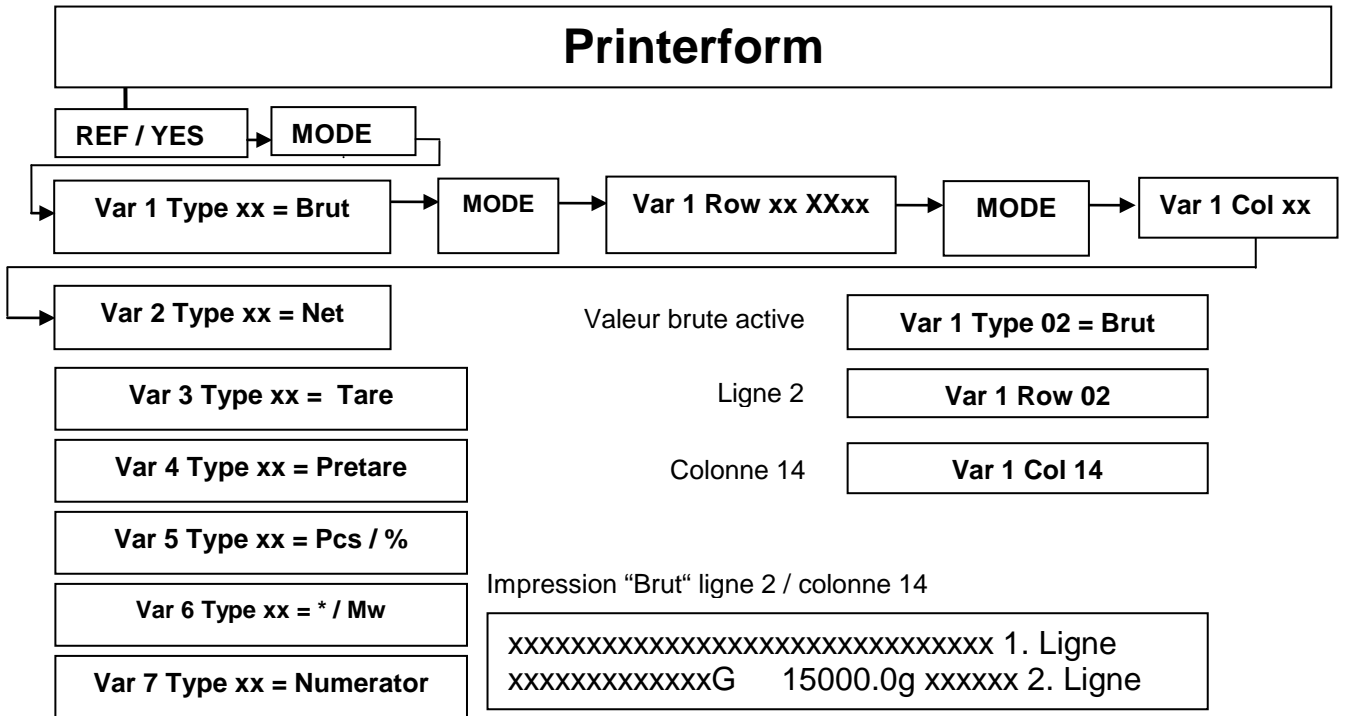 Printerform
REF / YES
MODE
Var 1 Type xx = Brut
MODE
Var 1 Row xx XXxx
MODE
Var 1 Col xx
Var 2 Type xx = Net
Valeur brute active
Var 1 Type 02 = Brut
Var 3 Type xx = Tare
Ligne 2
Var 1 Row 02
Var 4 Type xx = Pretare
Colonne 14
Var 1 Col 14
Var 5 Type xx = Pcs / %
Impression “Brut“ ligne 2 / colonne 14
Var 6 Type xx = * / Mw
xxxxxxxxxxxxxxxxxxxxxxxxxxxxxxx 1. Ligne
xxxxxxxxxxxxxG 15000.0g xxxxxx 2. Ligne
Var 7 Type xx = Numerator